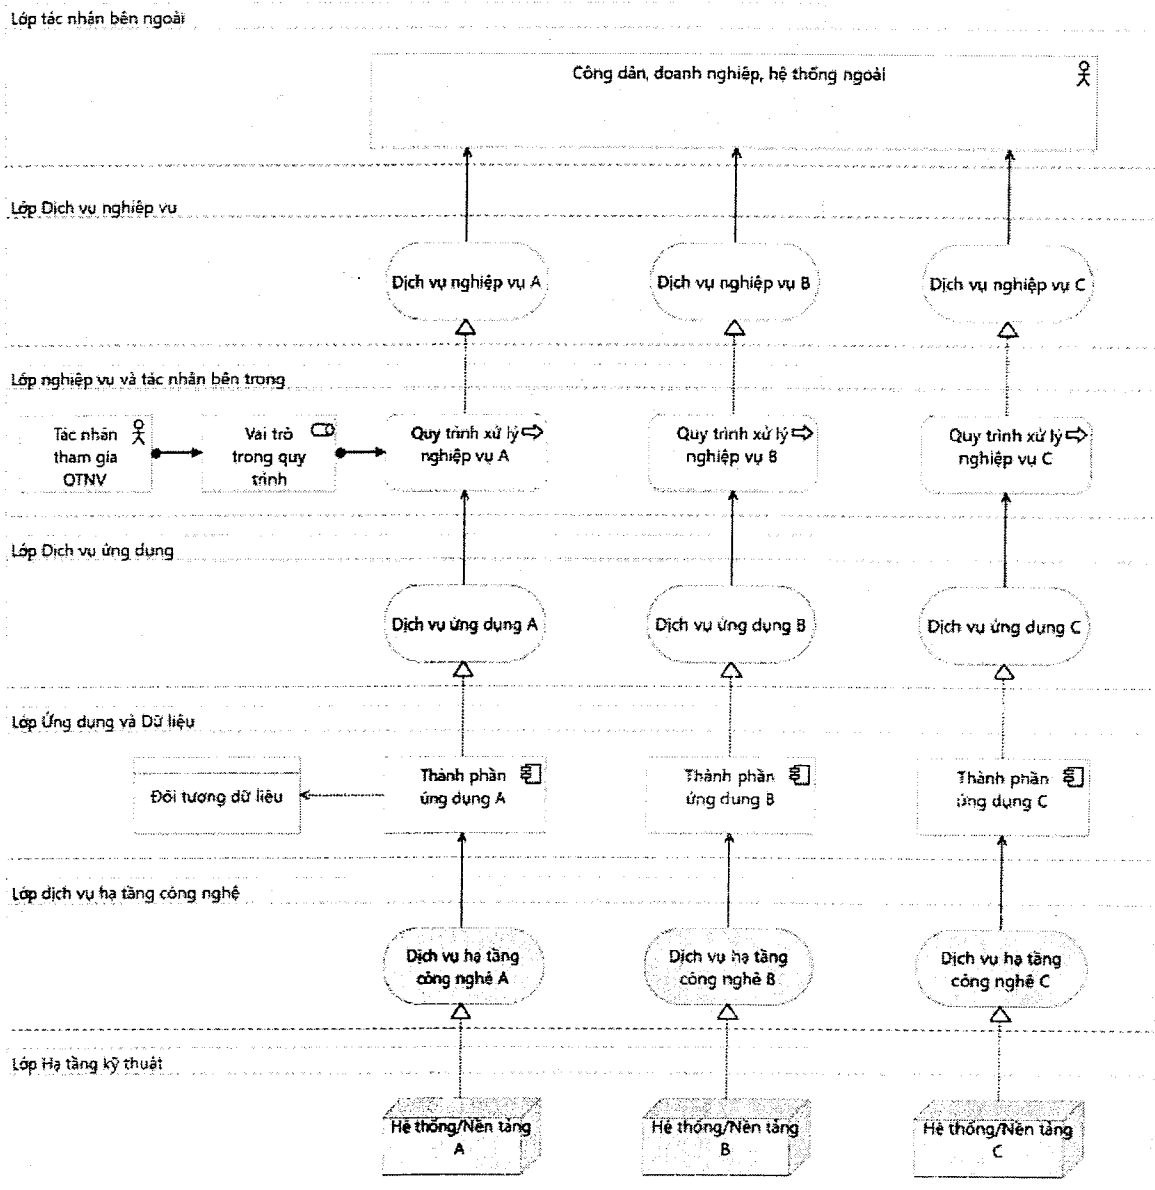 Lớp tác nhân bên ngoài
Công dân, doanh nghiệp, hệ thống ngoài
Lớp Dịch vụ nghiệp vụ
Dịch vụ nghiệp vụ A
Dịch vụ nghiệp vụ B
Dịch vụ nghiệp vụ C
Lớp nghiệp vụ và tác nhân bên trong
Tác nhân
tham gia
QTNV
Vai trò
trong quy
trình
Quy trình xử lý
nghiệp vụ A
Quy trình xử lý
nghiệp vụ B
Quy trình xử lý
nghiệp vụ C
Lớp Dịch vụ ứng dụng
Dịch vụ ứng dụng A
Dịch vụ ứng dụng B
Dịch vụ ứng dụng C
Lớp Ứng dụng và Dữ liệu
Đối tượng dữ liệu
Thành phần
ứng dụng A
Thành phần
ứng dụng B
Thành phần
ứng dụng C
Lớp dịch vụ hạ tầng công nghệ
Dịch vụ hạ tầng
công nghệ A
Dịch vụ hạ tầng
công nghệ B
Dịch vụ hạ tầng
công nghệ C
Lớp Hạ tầng kỹ thuật
Hệ thống/Nền tảng
A
Hệ thống/Nền tảng
B
Hệ thống/Nền tảng
C